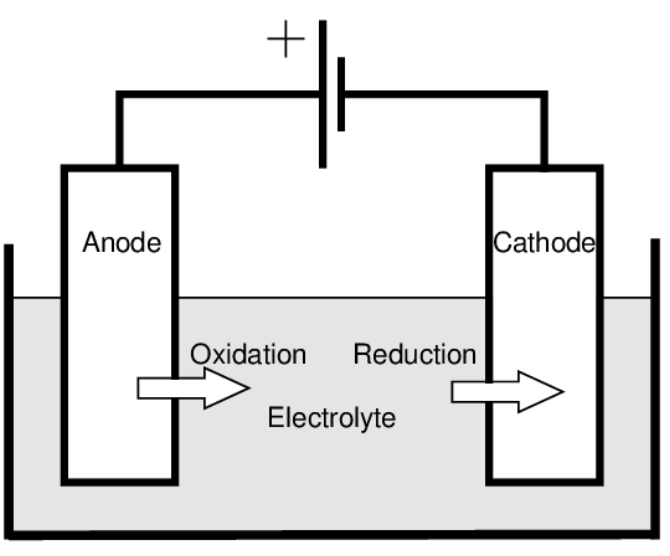 +
Anode
Cathode
Oxidation
Reduction
Electrolyte